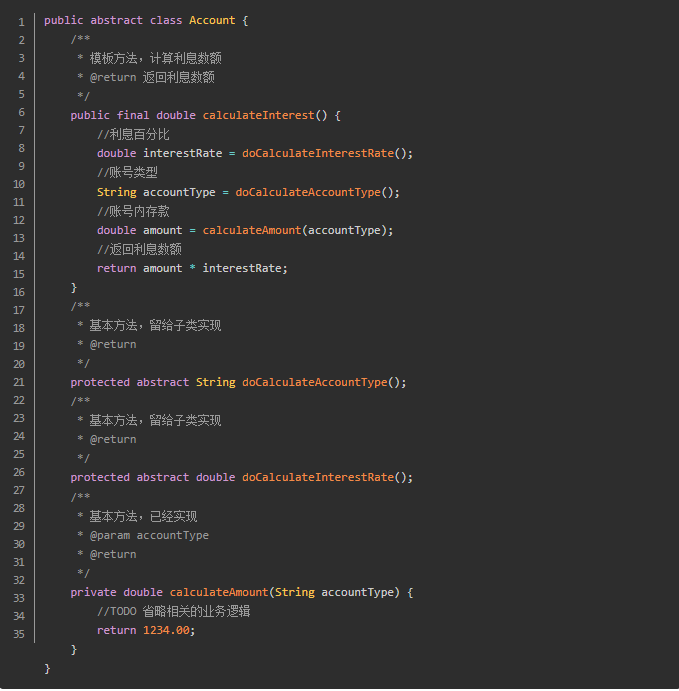 1 public abstract class Account {
2 /**
3 * 模板方法，计算利息数额
4 * @return 返回利息数额
5 */
6 public final double calculateInterest() {
7 //利息百分比
8 double interestRate = doCalculateInterestRate();
9 //账号类型
10 String accountType = doCalculateAccountType();
11 //账号内存款
12 double amount = calculateAmount(accountType);
13 //返回利息数额
14 return amount * interestRate;
15 }
16 /**
17 * 基本方法，留给子类实现
18 * @return
19 */
20 protected abstract String doCalculateAccountType();
21 /**
22 * 基本方法，留给子类实现
23 * @return
24 */
25 protected abstract double doCalculateInterestRate();
26 /**
27 * 基本方法，已经实现
28 * @param accountType
29 * @return
30 */
31 private double calculateAmount(String accountType) {
32 //TODO 省略相关的业务逻辑
33 return 1234.00;
34 }
35 }